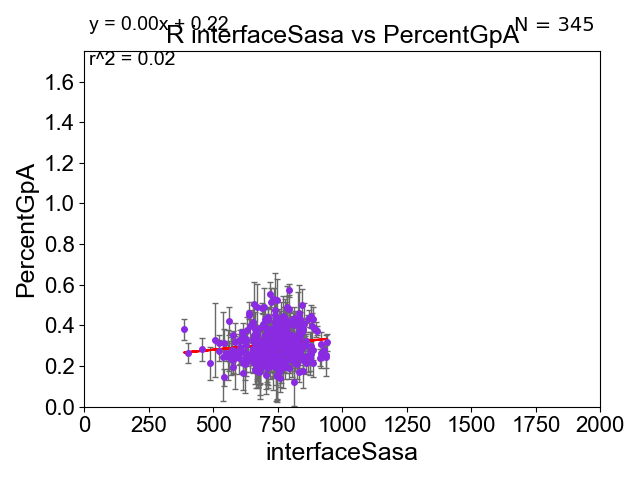 y = 0.00x + 0.22
R interfaceSasa vs PercentGpA
N = 345
r^2 = 0.02
PercentGpA
1.6
1.4
1.2
1.0
0.8
0.6
0.4
0.2
0.0
0 250 500 750 1000 1250 1500 1750 2000
interfaceSasa